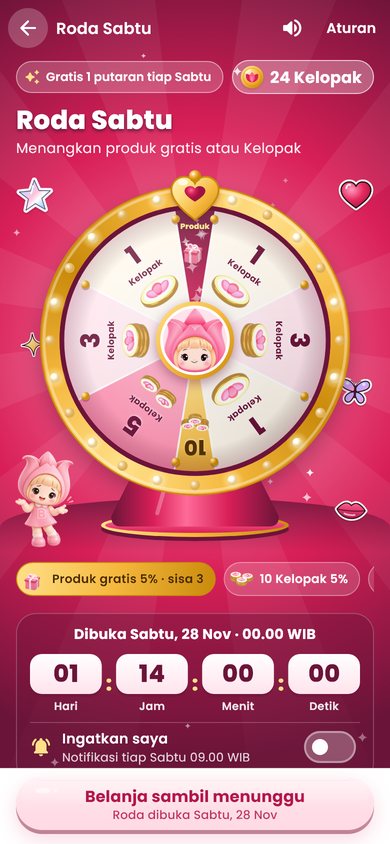 Roda Sabtu
Aturan
Gratis 1 putaran tiap Sabtu
24 Kelopak
Roda Sabtu
Menangkan produk gratis atau Kelopak
Produk
1 Kelopak
1 Kelopak
3 Kelopak
3 Kelopak
5 Kelopak
1 Kelopak
10
Produk gratis 5% · sisa 3
10 Kelopak 5%
Dibuka Sabtu, 28 Nov · 00.00 WIB
01 : 14 : 00 : 00
Hari Jam Menit Detik
Ingatkan saya
Notifikasi tiap Sabtu 09.00 WIB
Belanja sambil menunggu
Roda dibuka Sabtu, 28 Nov